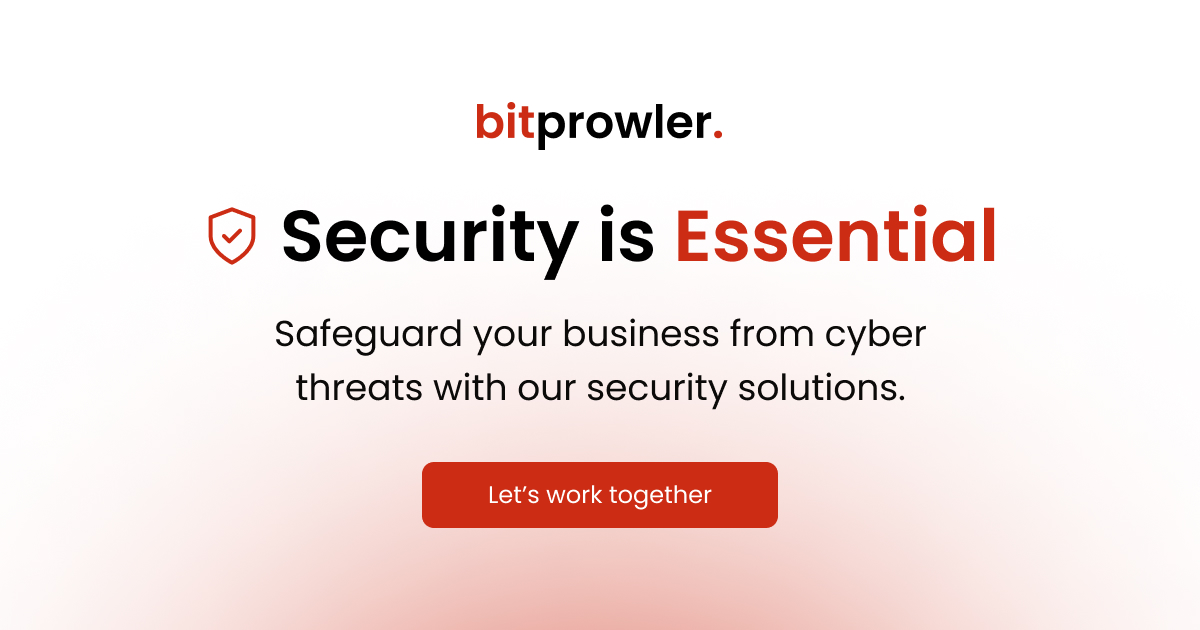 bitprowler.
Security is Essential
Safeguard your business from cyber
threats with our security solutions.
Let’s work together